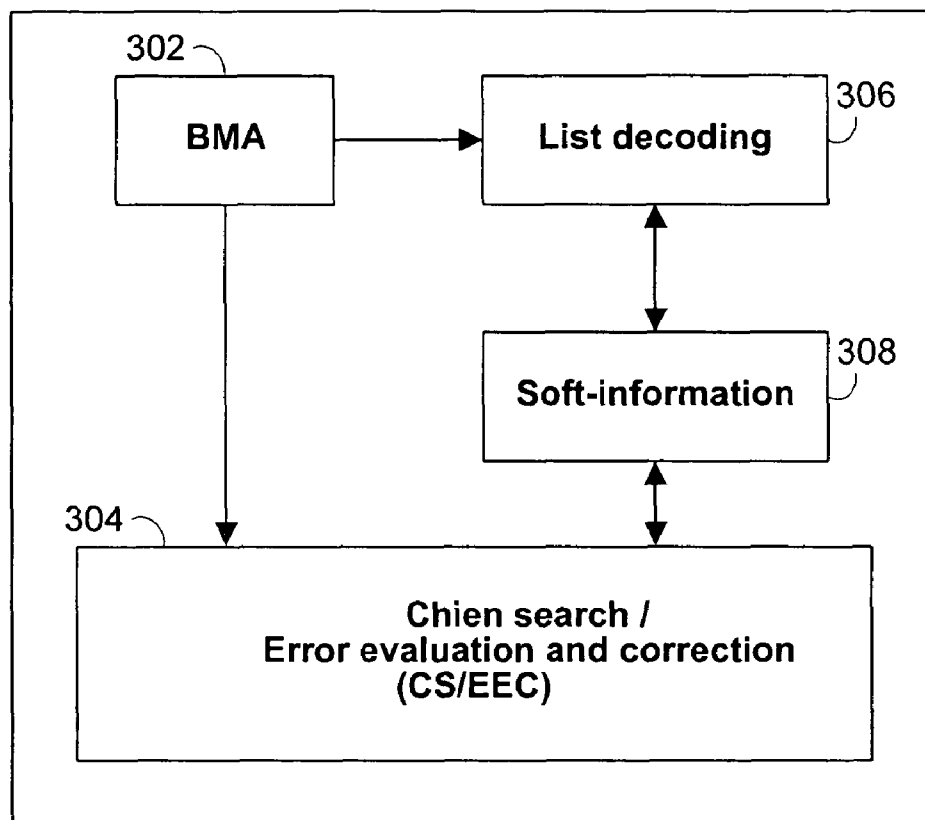 302
BMA
306
List decoding
308
Soft-information
304
Chien search /
Error evaluation and correction
(CS/EEC)